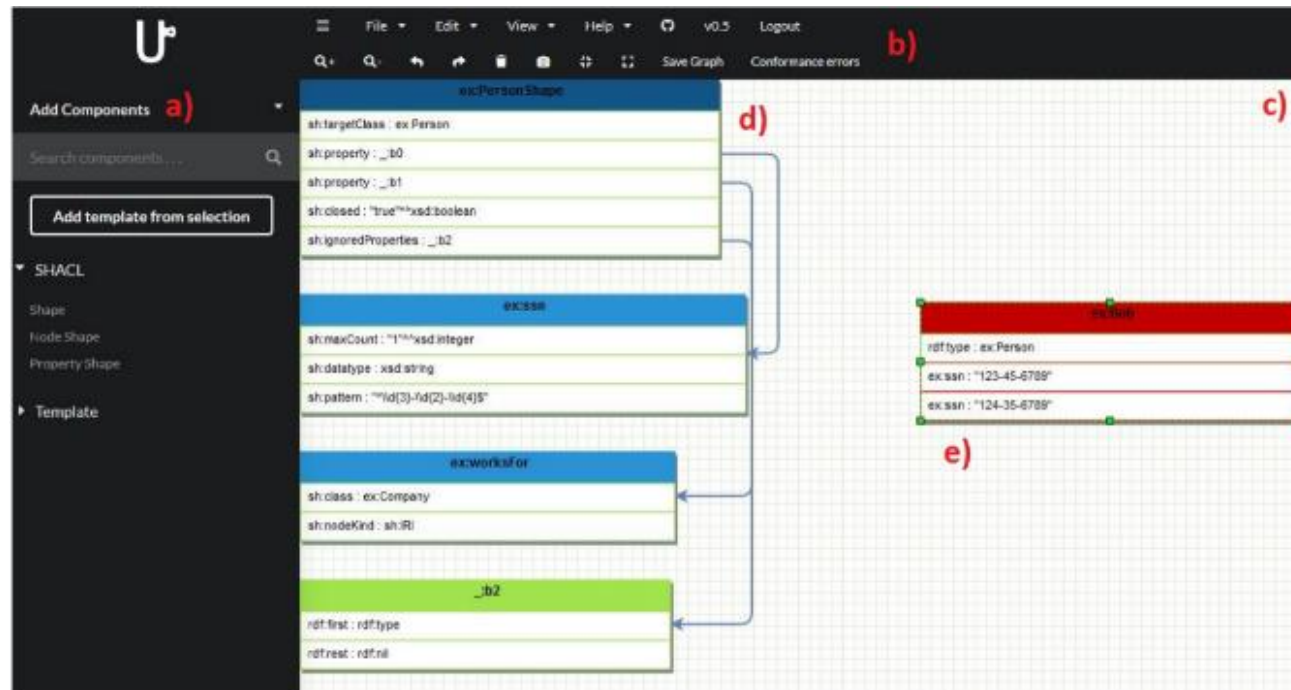 File Edit View Help v0.5 Logout
b)
Save Graph Conformance errors
Add Components a)
Search components . . . .
Add template from selection
SHACL
Shape
Node Shape
Property Shape
Template
ex:PersonShape
d)
c)
sh:targetClass : ex:Person
sh:property : _:b0
sh:property : _:b1
sh:closed : "true"^^xsd:boolean
sh:ignoredProperties : _:b2
ex:ssn
sh:maxCount : "1"^^xsd:integer
sh:datatype : xsd:string
sh:pattern : "^\\d{3}-\\d{2}-\\d{4}$"
ex:worksFor
sh:class : ex:Company
sh:nodeKind : sh:IRI
_:b2
rdf:first : rdf:type
rdf:rest : rdf:nil
ex:Bob
rdf:type : ex:Person
ex:ssn : "123-45-6789"
ex:ssn : "124-35-6789"
e)